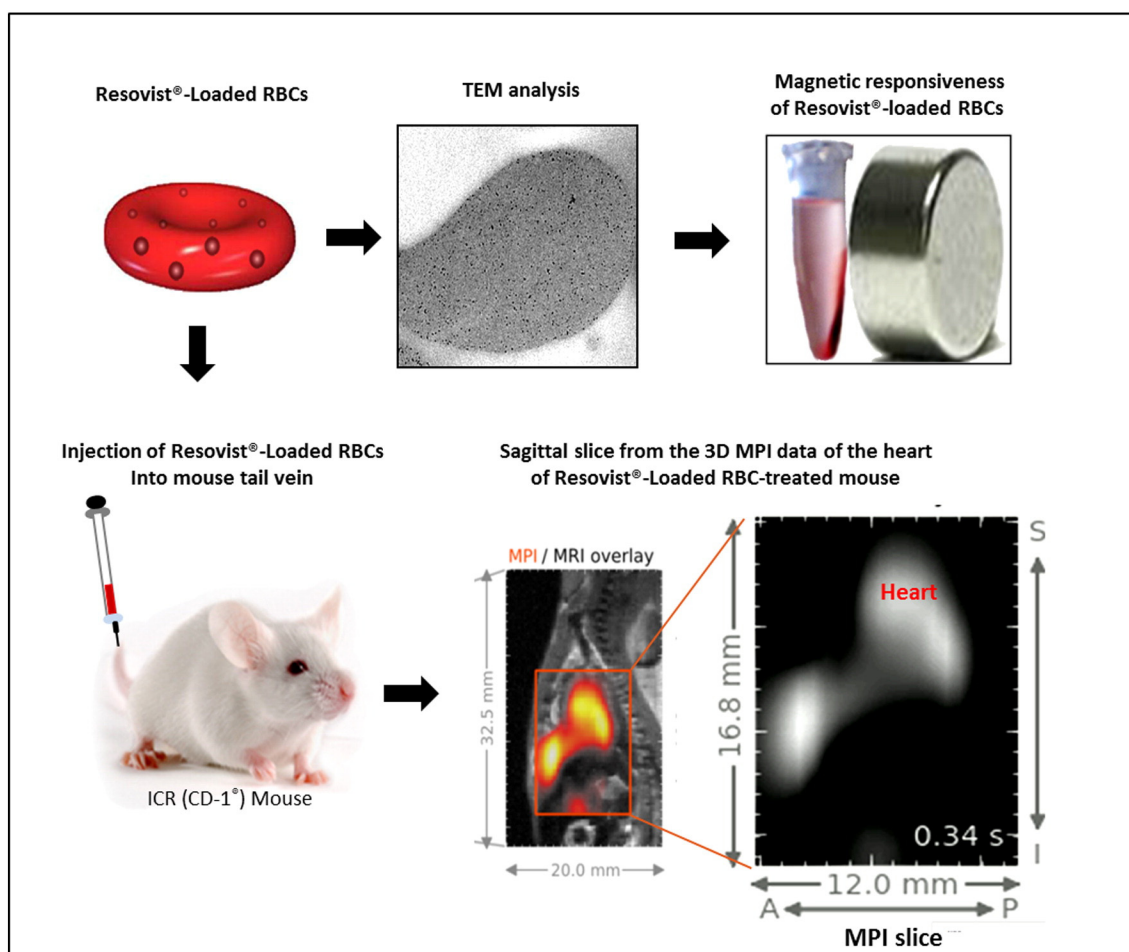 Resovist®-Loaded RBCs
TEM analysis
Magnetic responsiveness
of Resovist®-loaded RBCs
Injection of Resovist®-Loaded RBCs
Into mouse tail vein
ICR (CD-1®) Mouse
Sagittal slice from the 3D MPI data of the heart
of Resovist®-Loaded RBC-treated mouse
MPI / MRI overlay
32.5 mm
20.0 mm
Heart
16.8 mm
0.34 s
S
I
12.0 mm
A
P
MPI slice